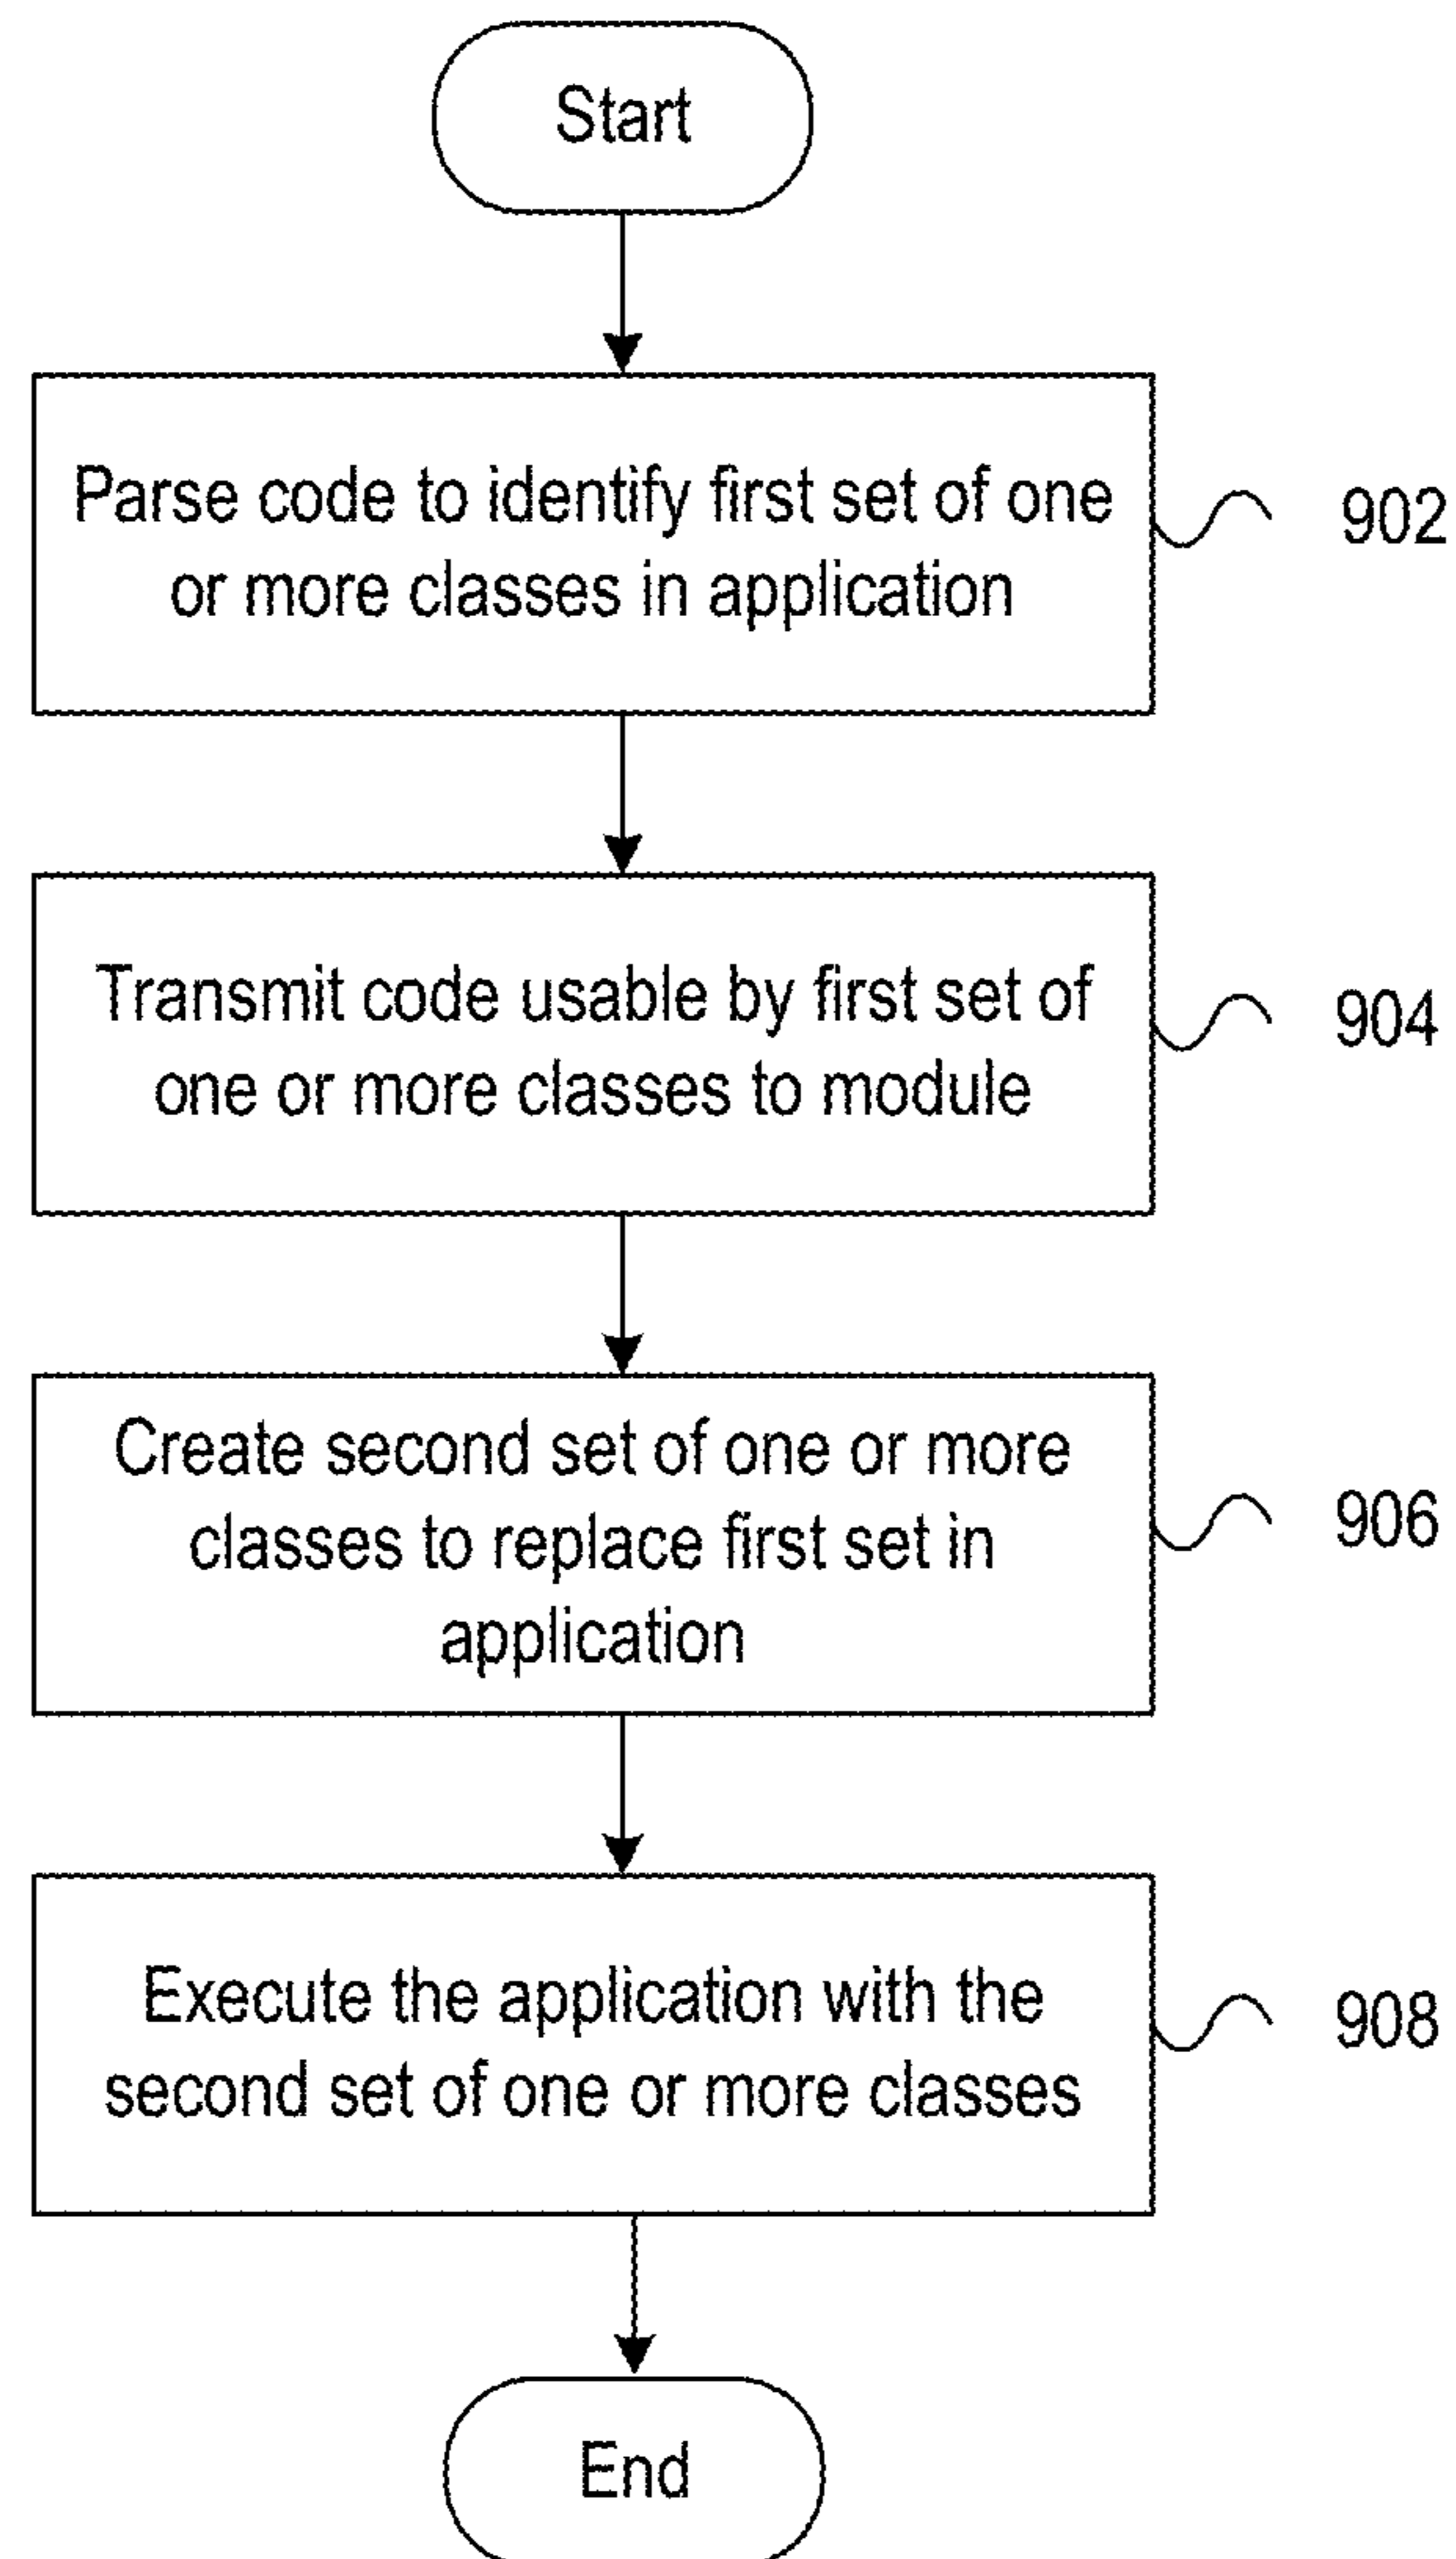 Start
Parse code to identify first set of one
or more classes in application
902
Transmit code usable by first set of
one or more classes to module
904
Create second set of one or more
classes to replace first set in
application
906
Execute the application with the
second set of one or more classes
908
End